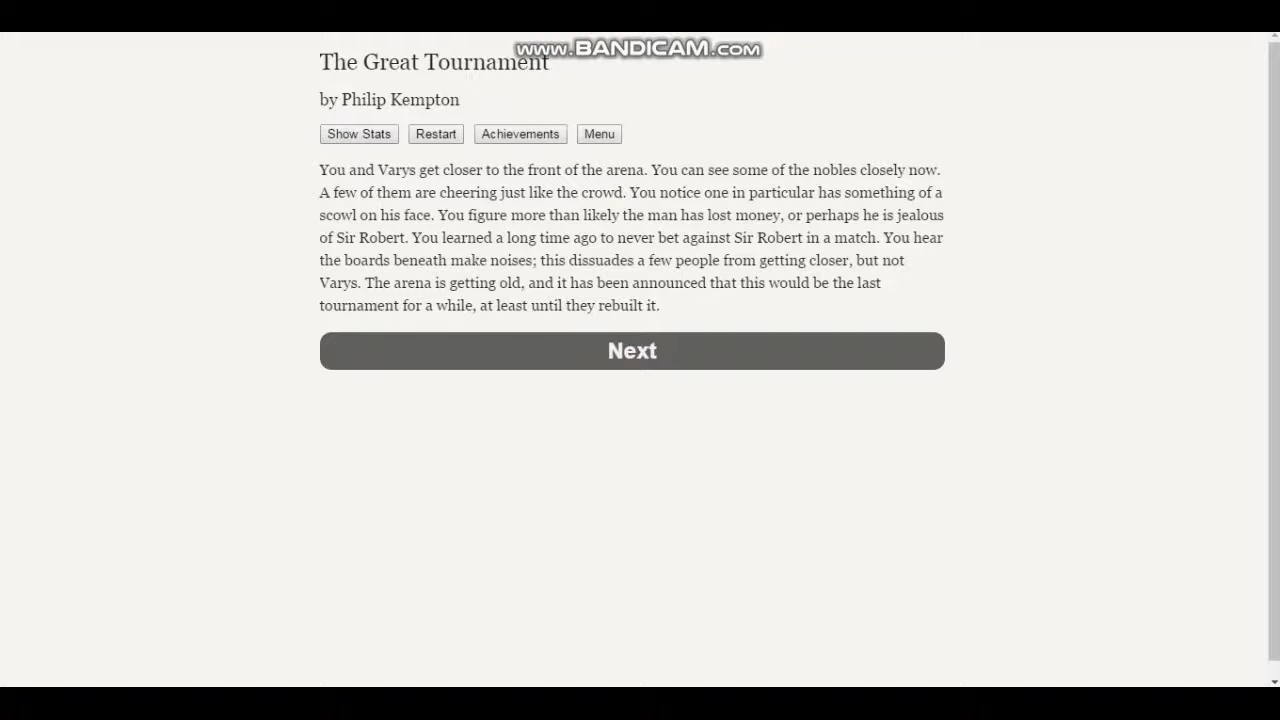 www.BANDICAM.com
The Great Tournament
by Philip Kempton
Show Stats Restart Achievements Menu
You and Varys get closer to the front of the arena. You can see some of the nobles closely now.
A few of them are cheering just like the crowd. You notice one in particular has something of a
scowl on his face. You figure more than likely the man has lost money, or perhaps he is jealous
of Sir Robert. You learned a long time ago to never bet against Sir Robert in a match. You hear
the boards beneath make noises; this dissuades a few people from getting closer, but not
Varys. The arena is getting old, and it has been announced that this would be the last
tournament for a while, at least until they rebuilt it.
Next